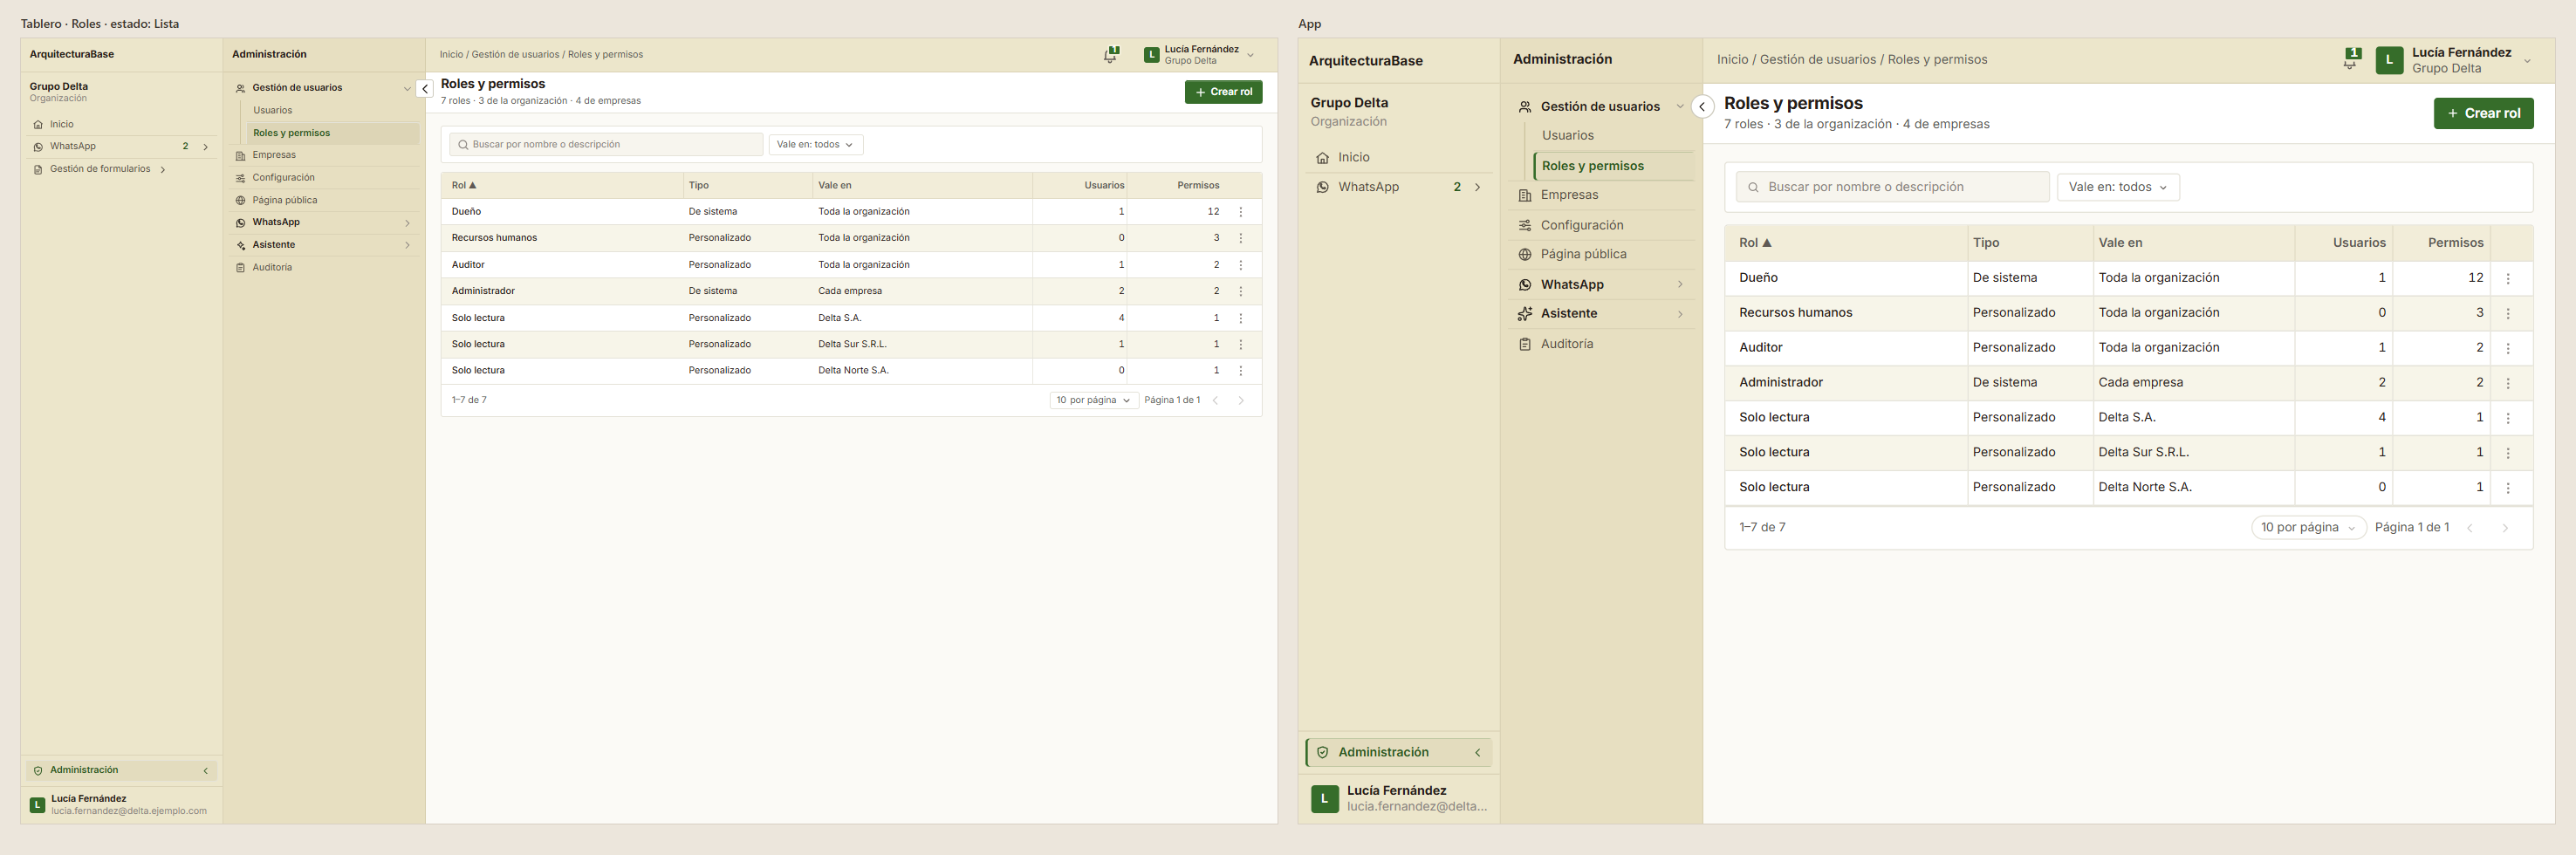 Tablero · Roles · estado: Lista
ArquitecturaBase
Grupo Delta
Organización
Inicio
WhatsApp 2
Gestión de formularios
Administración
Lucía Fernández
lucia.fernandez@delta.ejemplo.com
L
Administración
Gestión de usuarios
Usuarios
Roles y permisos
Empresas
Configuración
Página pública
WhatsApp
Asistente
Auditoría
Inicio / Gestión de usuarios / Roles y permisos
1
L
Lucía Fernández
Grupo Delta
Roles y permisos
7 roles · 3 de la organización · 4 de empresas
+ Crear rol
Buscar por nombre o descripción
Vale en: todos
Rol ▲ Tipo Vale en Usuarios Permisos
Dueño De sistema Toda la organización 1 12
Recursos humanos Personalizado Toda la organización 0 3
Auditor Personalizado Toda la organización 1 2
Administrador De sistema Cada empresa 2 2
Solo lectura Personalizado Delta S.A. 4 1
Solo lectura Personalizado Delta Sur S.R.L. 1 1
Solo lectura Personalizado Delta Norte S.A. 0 1
1–7 de 7 10 por página Página 1 de 1
App
ArquitecturaBase
Grupo Delta
Organización
Inicio
WhatsApp 2
Administración
L
Lucía Fernández
lucia.fernandez@delta...
Administración
Gestión de usuarios
Usuarios
Roles y permisos
Empresas
Configuración
Página pública
WhatsApp
Asistente
Auditoría
Inicio / Gestión de usuarios / Roles y permisos
1
L
Lucía Fernández
Grupo Delta
Roles y permisos
7 roles · 3 de la organización · 4 de empresas
+ Crear rol
Buscar por nombre o descripción
Vale en: todos
Rol ▲ Tipo Vale en Usuarios Permisos
Dueño De sistema Toda la organización 1 12
Recursos humanos Personalizado Toda la organización 0 3
Auditor Personalizado Toda la organización 1 2
Administrador De sistema Cada empresa 2 2
Solo lectura Personalizado Delta S.A. 4 1
Solo lectura Personalizado Delta Sur S.R.L. 1 1
Solo lectura Personalizado Delta Norte S.A. 0 1
1–7 de 7 10 por página Página 1 de 1